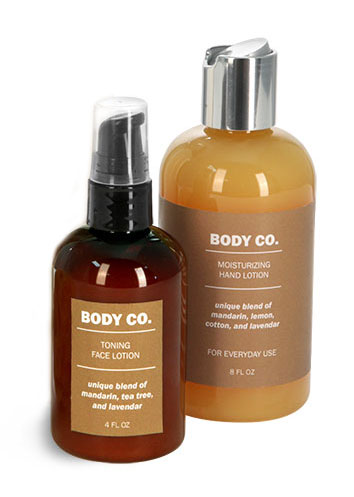 BODY CO.
TONING
FACE LOTION
unique blend of
mandarin, tea tree,
and lavendar
4 FL OZ
BODY CO.
MOISTURIZING
HAND LOTION
unique blend of
mandarin, lemon,
cotton, and lavendar
FOR EVERYDAY USE
8 FL OZ